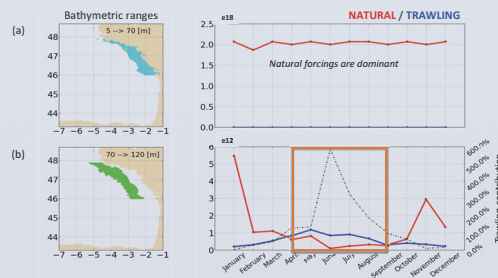 Bathymetric ranges
NATURAL / TRAWLING
(a)
5 --> 70 [m]
48
47
46
45
44
−7 −6 −5 −4 −3 −2 −1
e18
2.5
2.0
1.5
1.0
0.5
0.0
Natural forcings are dominant
(b)
70 --> 120 [m]
48
47
46
45
44
−7 −6 −5 −4 −3 −2 −1
e12
6
5
4
3
2
1
0
600.0%
500.0%
400.0%
300.0%
200.0%
100.0%
0.0%
Trawling contribution
January
February
March
April
May
June
July
August
September
October
November
December